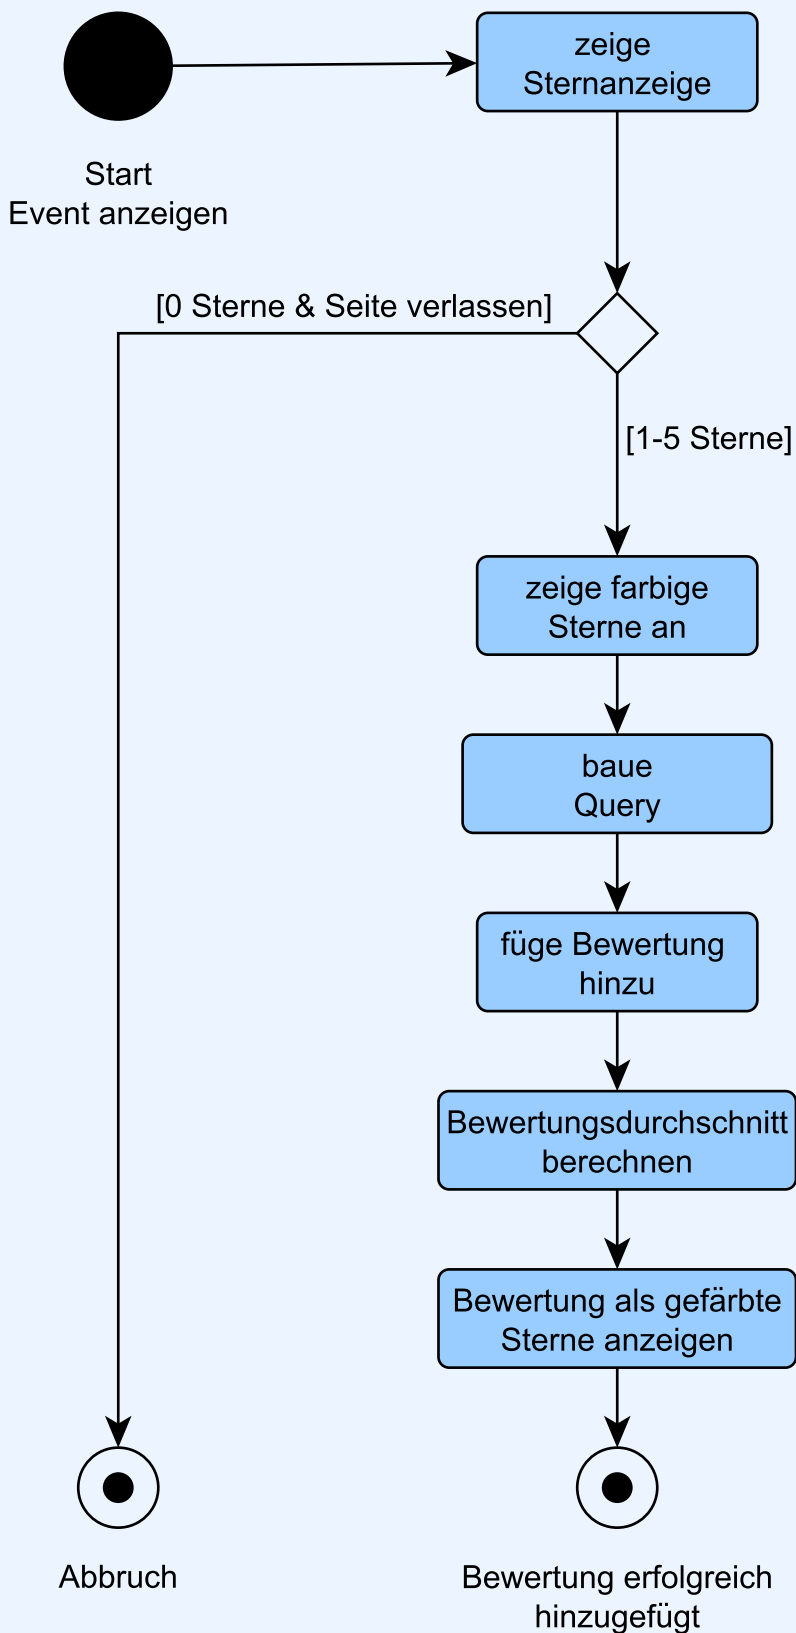 zeige
Sternanzeige
Start
Event anzeigen
[0 Sterne & Seite verlassen]
[1-5 Sterne]
zeige farbige
Sterne an
baue
Query
füge Bewertung
hinzu
Bewertungsdurchschnitt
berechnen
Bewertung als gefärbte
Sterne anzeigen
Abbruch
Bewertung erfolgreich
hinzugefügt